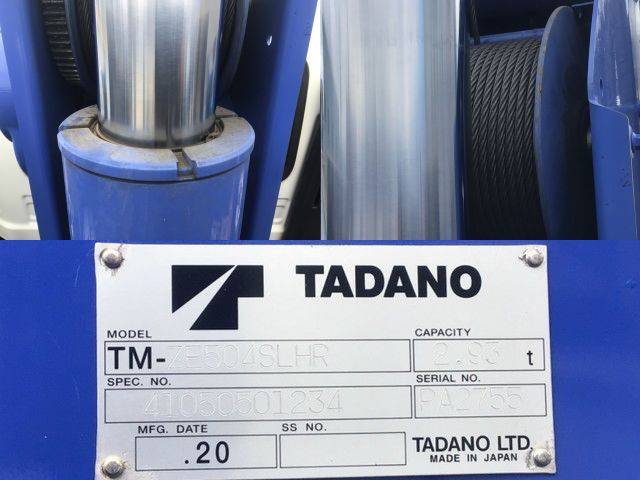 TADANO
MODEL
CAPACITY
TM-ZE504SLHR
2.93 t
SPEC. NO.
SERIAL NO.
41050501234
PA2755
MFG. DATE
SS NO.
.20
TADANO LTD.
MADE IN JAPAN